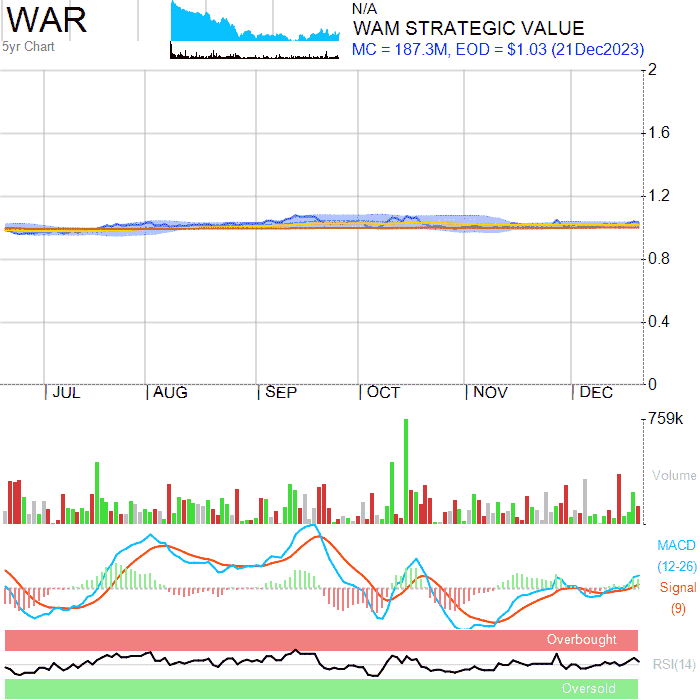 WAR
N/A
WAM STRATEGIC VALUE
5yr Chart
MC = 187.3M, EOD = $1.03 (21Dec2023)
2
1.6
1.2
0.8
0.4
0
JUL AUG SEP OCT NOV DEC
759k
Volume
MACD
(12-26)
Signal
(9)
Overbought
RSI(14)
Oversold